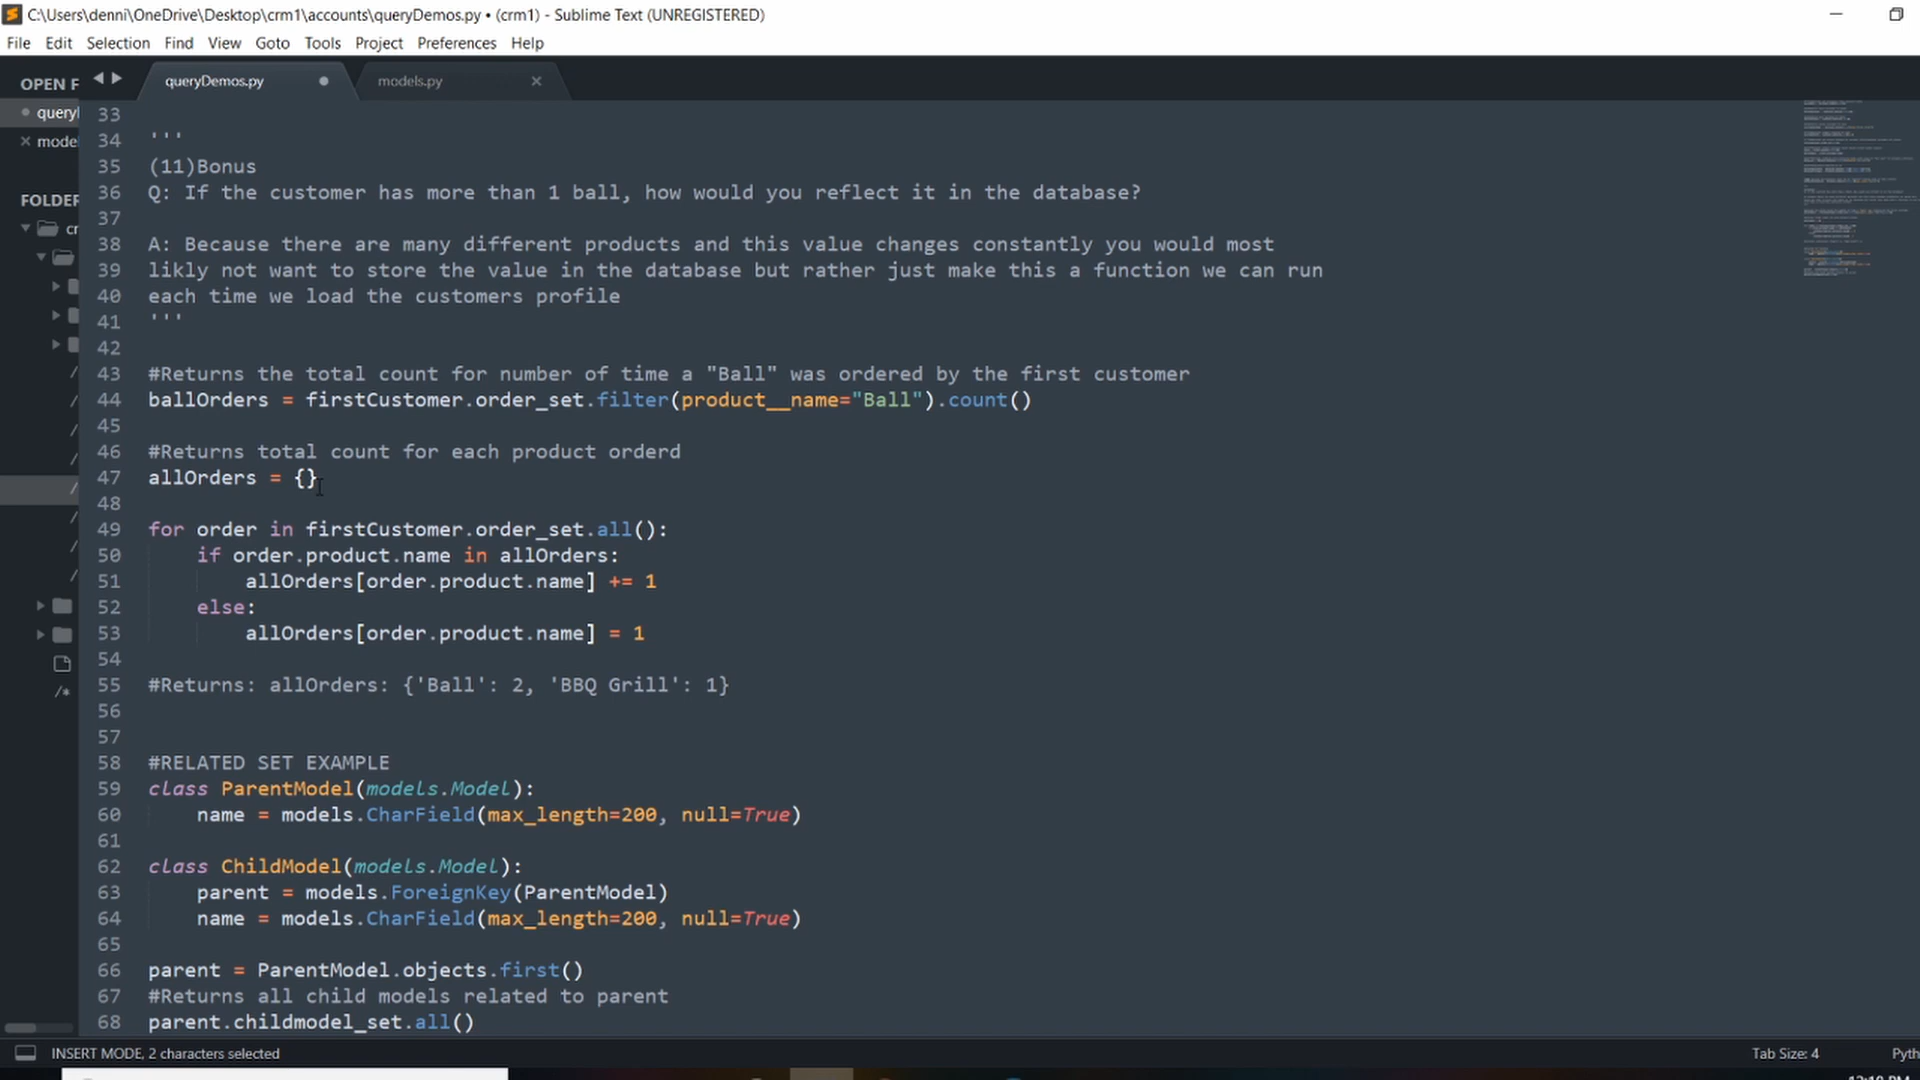 C:\Users\denni\OneDrive\Desktop\crm1\accounts\queryDemos.py • (crm1) - Sublime Text (UNREGISTERED)
File Edit Selection Find View Goto Tools Project Preferences Help
OPEN F
queryDemos.py
models.py
queryl
mode
FOLDER
cr
33
34 '''
35 (11)Bonus
36 Q: If the customer has more than 1 ball, how would you reflect it in the database?
37
38 A: Because there are many different products and this value changes constantly you would most
39 likly not want to store the value in the database but rather just make this a function we can run
40 each time we load the customers profile
41 '''
42
43 #Returns the total count for number of time a "Ball" was ordered by the first customer
44 ballOrders = firstCustomer.order_set.filter(product__name="Ball").count()
45
46 #Returns total count for each product orderd
47 allOrders = {}
48
49 for order in firstCustomer.order_set.all():
50 if order.product.name in allOrders:
51 allOrders[order.product.name] += 1
52 else:
53 allOrders[order.product.name] = 1
54
55 #Returns: allOrders: {'Ball': 2, 'BBQ Grill': 1}
56
57
58 #RELATED SET EXAMPLE
59 class ParentModel(models.Model):
60 name = models.CharField(max_length=200, null=True)
61
62 class ChildModel(models.Model):
63 parent = models.ForeignKey(ParentModel)
64 name = models.CharField(max_length=200, null=True)
65
66 parent = ParentModel.objects.first()
67 #Returns all child models related to parent
68 parent.childmodel_set.all()
/*
INSERT MODE, 2 characters selected
Tab Size: 4
Pyth